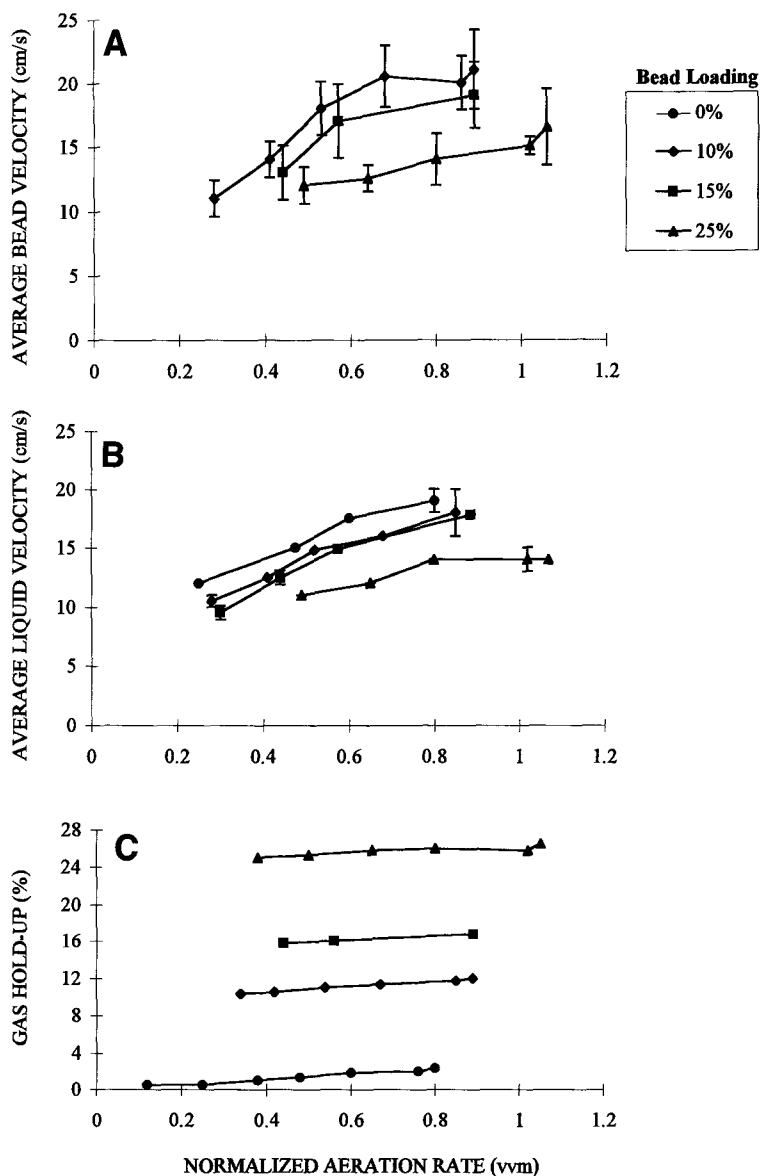 A
AVERAGE BEAD VELOCITY (cm/s)
25
20
15
10
5
0
0 0.2 0.4 0.6 0.8 1 1.2
Bead Loading
0%
10%
15%
25%
B
AVERAGE LIQUID VELOCITY (cm/s)
25
20
15
10
5
0
0 0.2 0.4 0.6 0.8 1 1.2
C
GAS HOLD-UP (%)
28
24
20
16
12
8
4
0
0 0.2 0.4 0.6 0.8 1 1.2
NORMALIZED AERATION RATE (vvm)